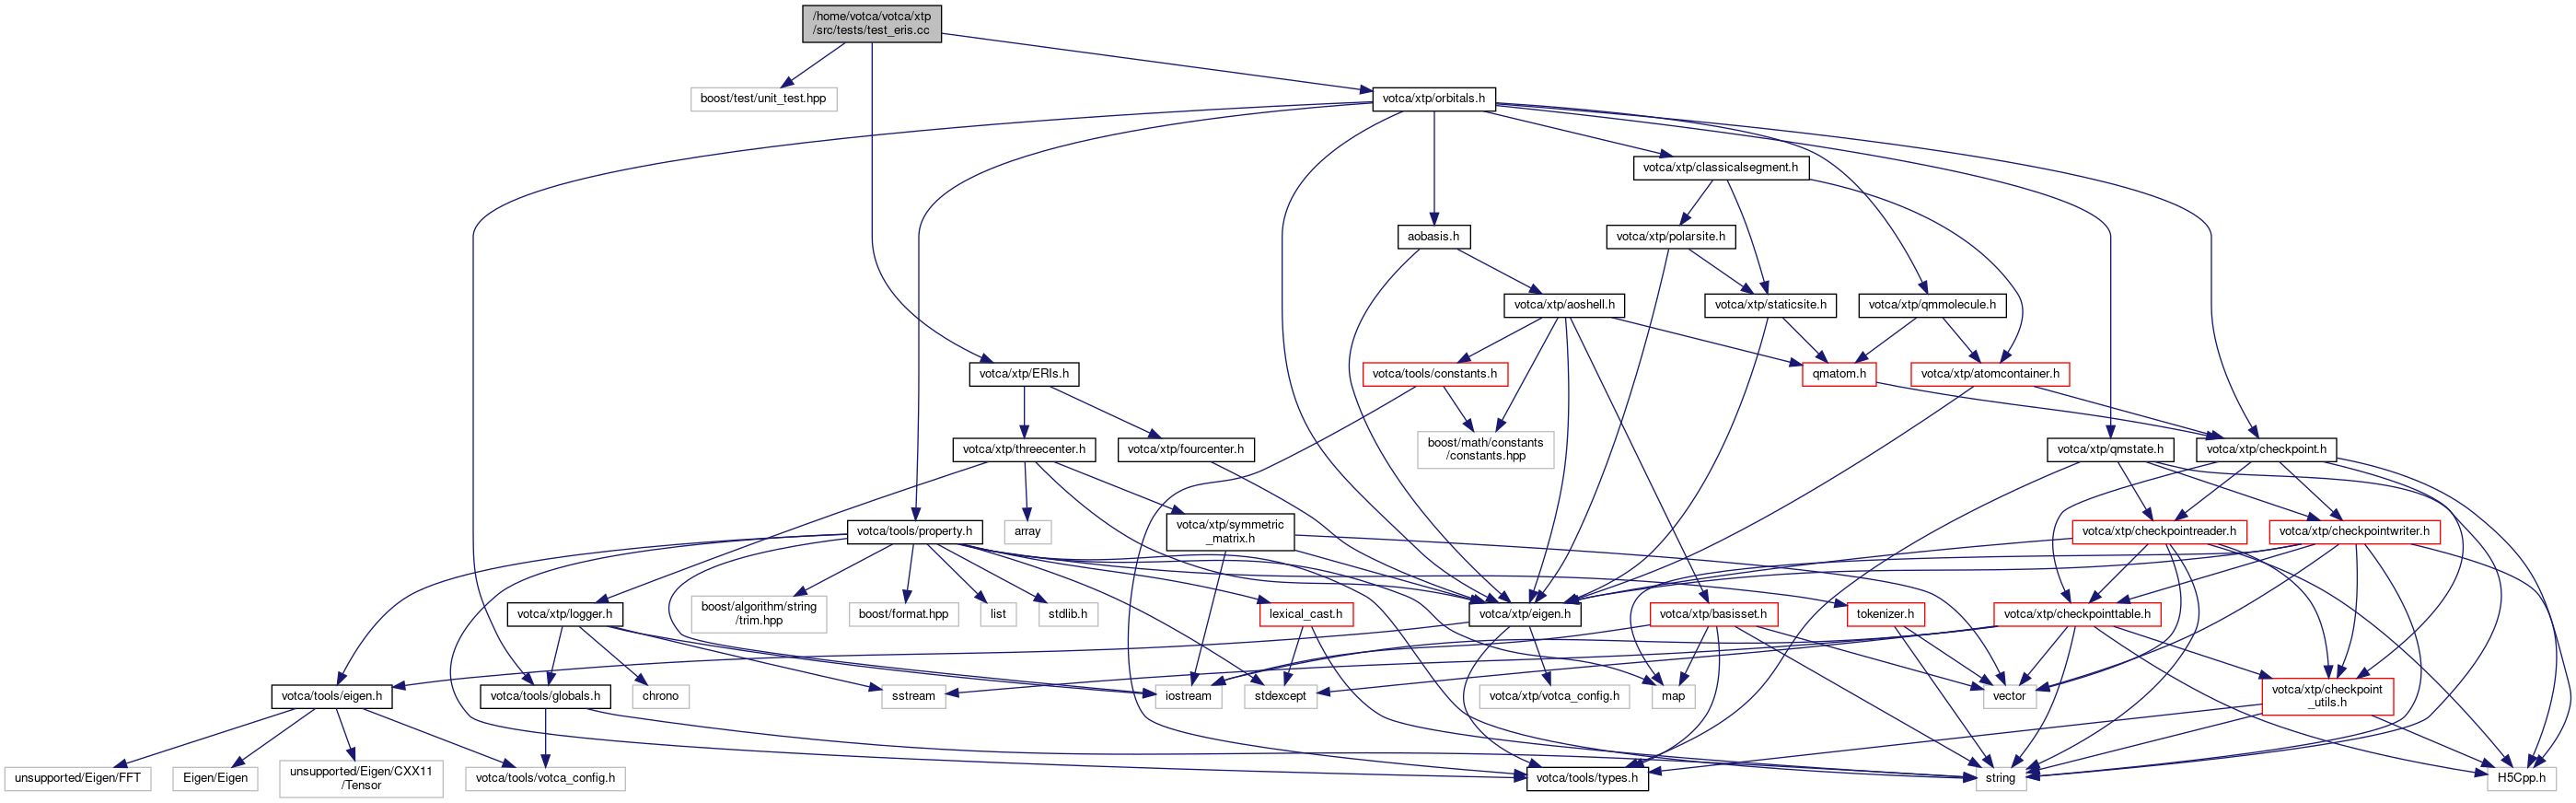 /home/votca/votca/xtp
/src/tests/test_eris.cc
boost/test/unit_test.hpp
votca/xtp/orbitals.h
votca/xtp/classicalsegment.h
aobasis.h
votca/xtp/polarsite.h
votca/xtp/aoshell.h
votca/xtp/staticsite.h
votca/xtp/qmmolecule.h
votca/xtp/ERIs.h
votca/tools/constants.h
qmatom.h
votca/xtp/atomcontainer.h
votca/xtp/threecenter.h
votca/xtp/fourcenter.h
boost/math/constants
/constants.hpp
votca/xtp/qmstate.h
votca/xtp/checkpoint.h
votca/tools/property.h
array
votca/xtp/symmetric
_matrix.h
votca/xtp/checkpointreader.h
votca/xtp/checkpointwriter.h
votca/xtp/logger.h
boost/algorithm/string
/trim.hpp
boost/format.hpp
list
stdlib.h
lexical_cast.h
votca/xtp/eigen.h
votca/xtp/basisset.h
tokenizer.h
votca/xtp/checkpointtable.h
votca/tools/eigen.h
votca/tools/globals.h
chrono
sstream
iostream
stdexcept
votca/xtp/votca_config.h
map
vector
votca/xtp/checkpoint
_utils.h
unsupported/Eigen/FFT
Eigen/Eigen
unsupported/Eigen/CXX11
/Tensor
votca/tools/votca_config.h
votca/tools/types.h
string
H5Cpp.h